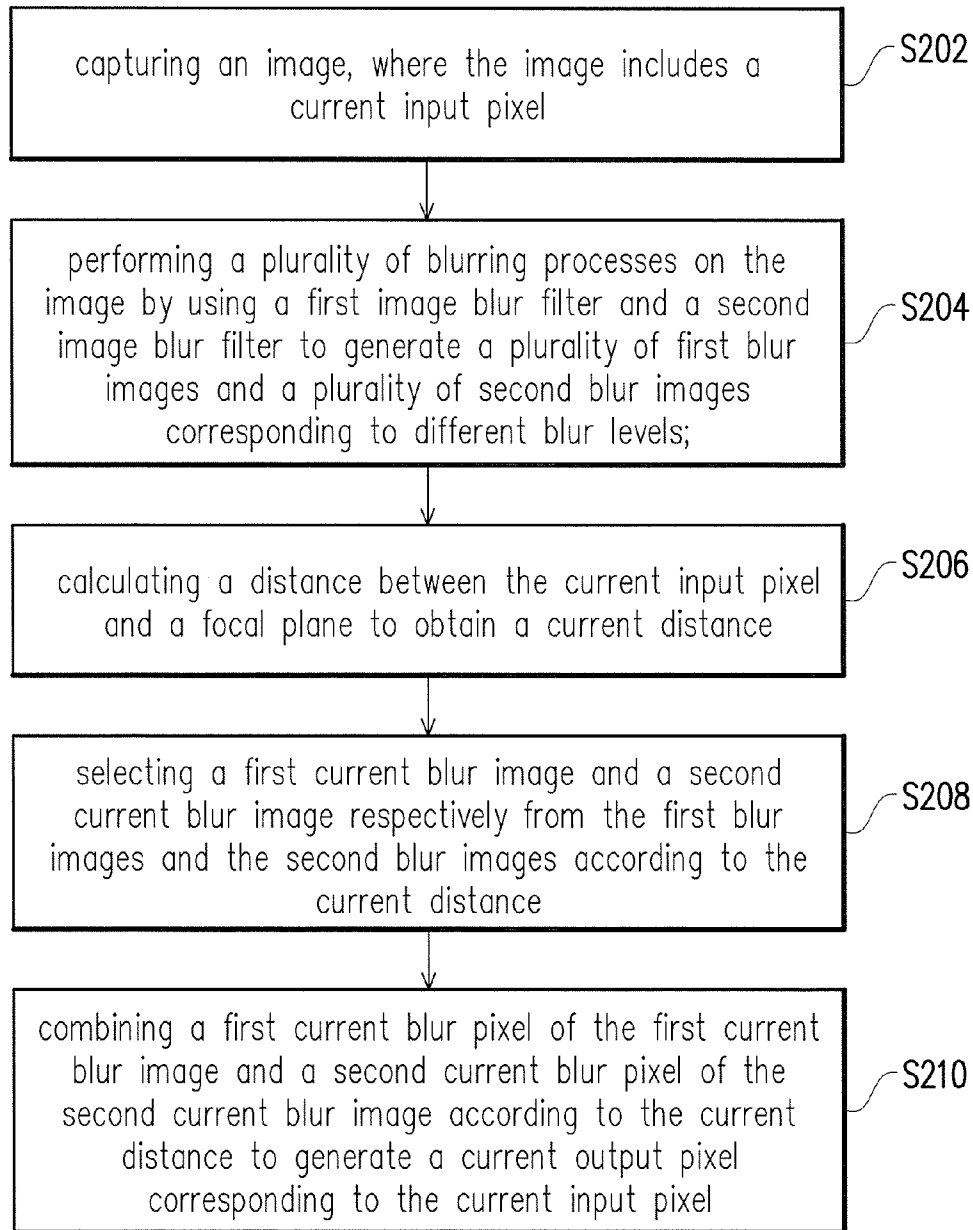 capturing an image, where the image includes a
current input pixel
S202
performing a plurality of blurring processes on the
image by using a first image blur filter and a second
image blur filter to generate a plurality of first blur
images and a plurality of second blur images
corresponding to different blur levels;
S204
calculating a distance between the current input pixel
and a focal plane to obtain a current distance
S206
selecting a first current blur image and a second
current blur image respectively from the first blur
images and the second blur images according to the
current distance
S208
combining a first current blur pixel of the first current
blur image and a second current blur pixel of the
second current blur image according to the current
distance to generate a current output pixel
corresponding to the current input pixel
S210